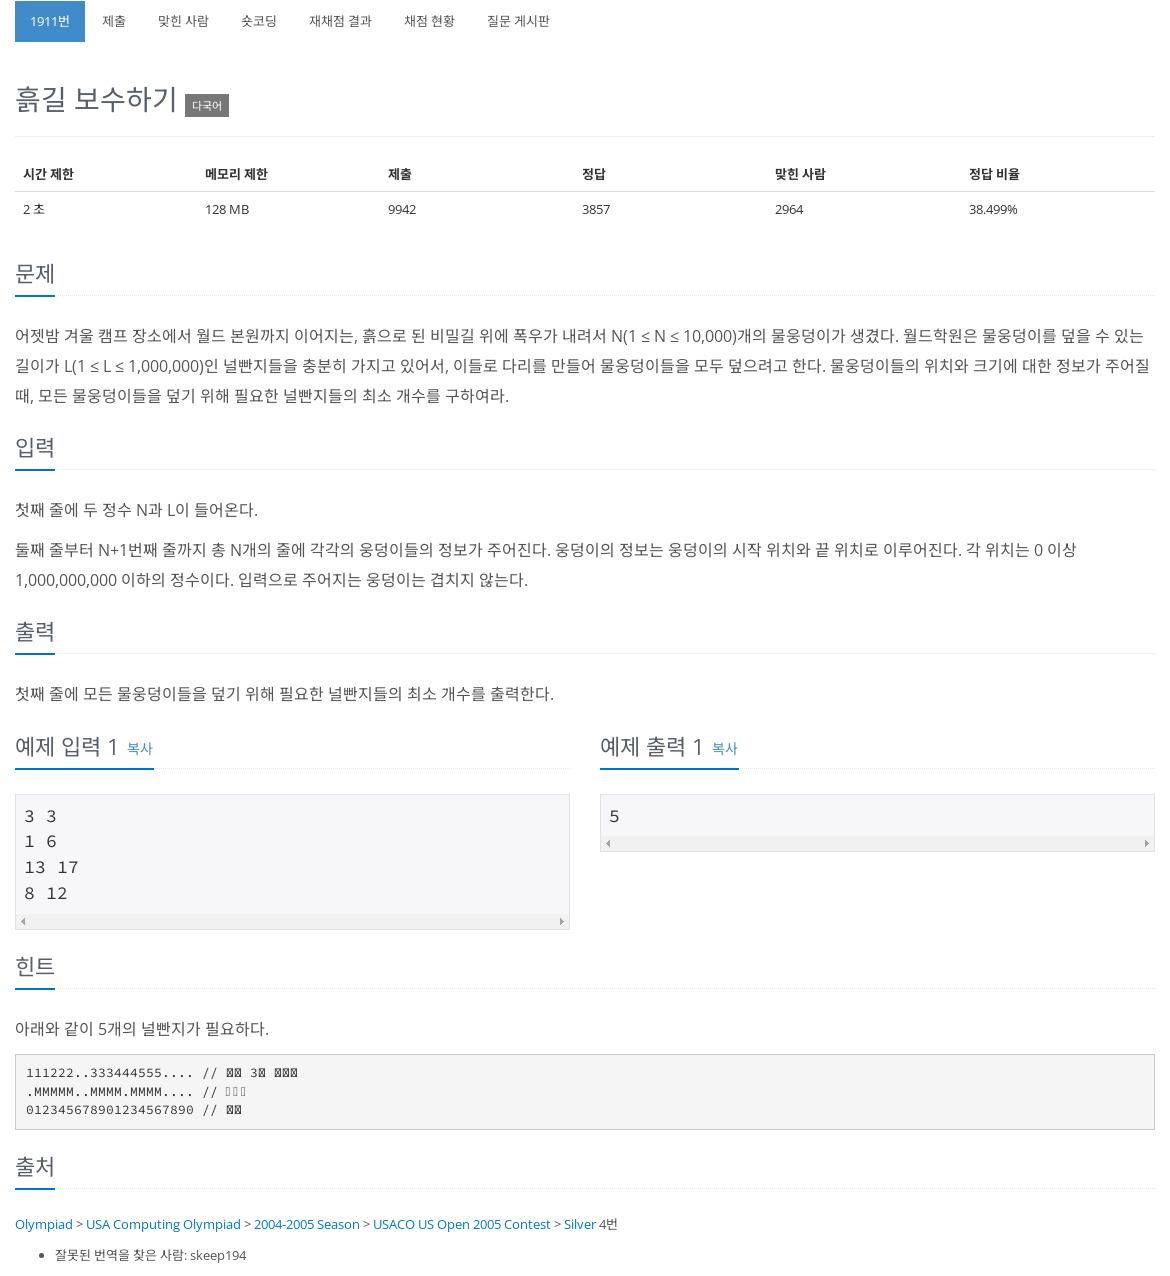 1911번 제출 맞힌 사람 숏코딩 재채점 결과 채점 현황 질문 게시판
흙길 보수하기 다국어
시간 제한 메모리 제한 제출 정답 맞힌 사람 정답 비율
2 초 128 MB 9942 3857 2964 38.499%
문제
어젯밤 겨울 캠프 장소에서 월드 본원까지 이어지는, 흙으로 된 비밀길 위에 폭우가 내려서 N(1 ≤ N ≤ 10,000)개의 물웅덩이가 생겼다. 월드학원은 물웅덩이를 덮을 수 있는
길이가 L(1 ≤ L ≤ 1,000,000)인 널빤지들을 충분히 가지고 있어서, 이들로 다리를 만들어 물웅덩이들을 모두 덮으려고 한다. 물웅덩이들의 위치와 크기에 대한 정보가 주어질
때, 모든 물웅덩이들을 덮기 위해 필요한 널빤지들의 최소 개수를 구하여라.
입력
첫째 줄에 두 정수 N과 L이 들어온다.
둘째 줄부터 N+1번째 줄까지 총 N개의 줄에 각각의 웅덩이들의 정보가 주어진다. 웅덩이의 정보는 웅덩이의 시작 위치와 끝 위치로 이루어진다. 각 위치는 0 이상
1,000,000,000 이하의 정수이다. 입력으로 주어지는 웅덩이는 겹치지 않는다.
출력
첫째 줄에 모든 물웅덩이들을 덮기 위해 필요한 널빤지들의 최소 개수를 출력한다.
예제 입력 1 복사
3 3
1 6
13 17
8 12
예제 출력 1 복사
5
힌트
아래와 같이 5개의 널빤지가 필요하다.
111222..333444555.... // 3
.MMMMM..MMMM.MMMM.... //
012345678901234567890 //
출처
Olympiad > USA Computing Olympiad > 2004-2005 Season > USACO US Open 2005 Contest > Silver 4번
• 잘못된 번역을 찾은 사람: skeep194